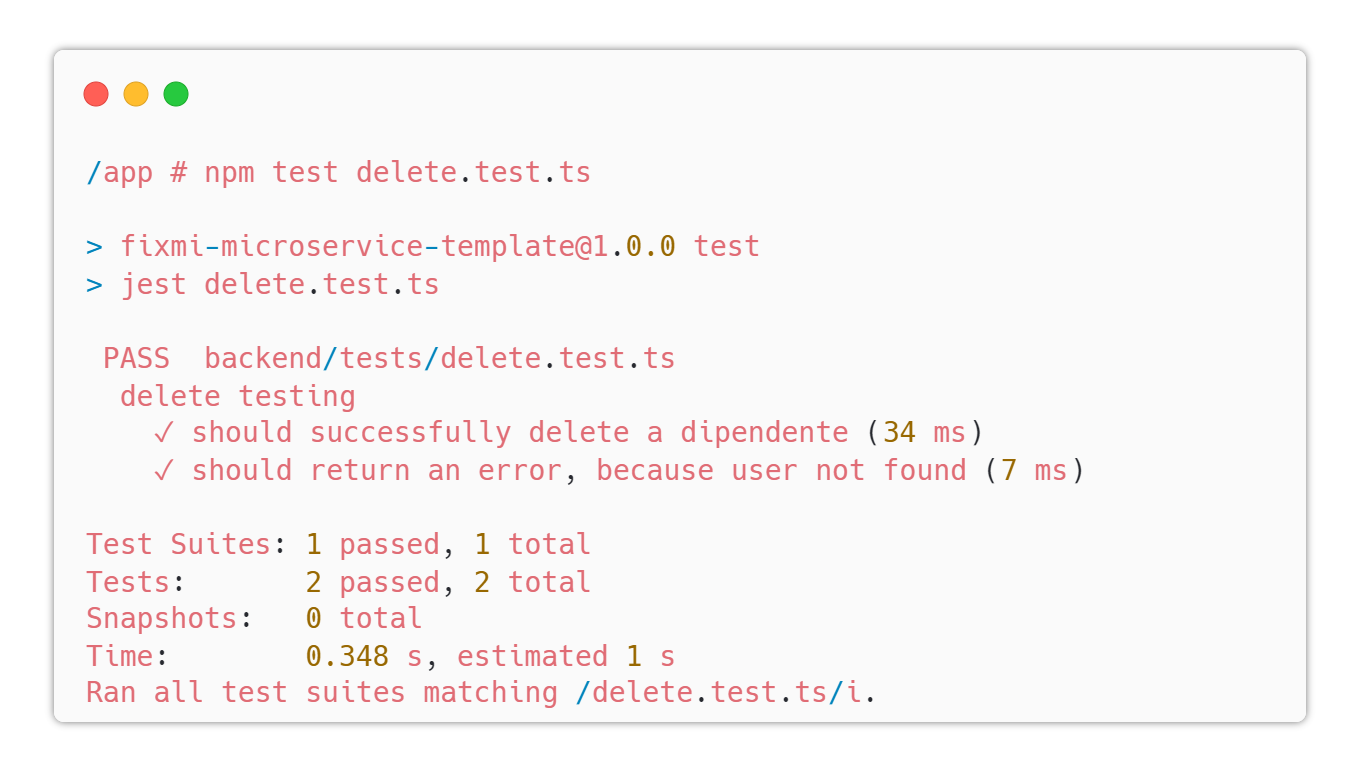 /app # npm test delete.test.ts
> fixmi-microservice-template@1.0.0 test
> jest delete.test.ts
PASS  backend/tests/delete.test.ts
delete testing
✓ should successfully delete a dipendente (34 ms)
✓ should return an error, because user not found (7 ms)
Test Suites: 1 passed, 1 total
Tests:       2 passed, 2 total
Snapshots:   0 total
Time:        0.348 s, estimated 1 s
Ran all test suites matching /delete.test.ts/i.